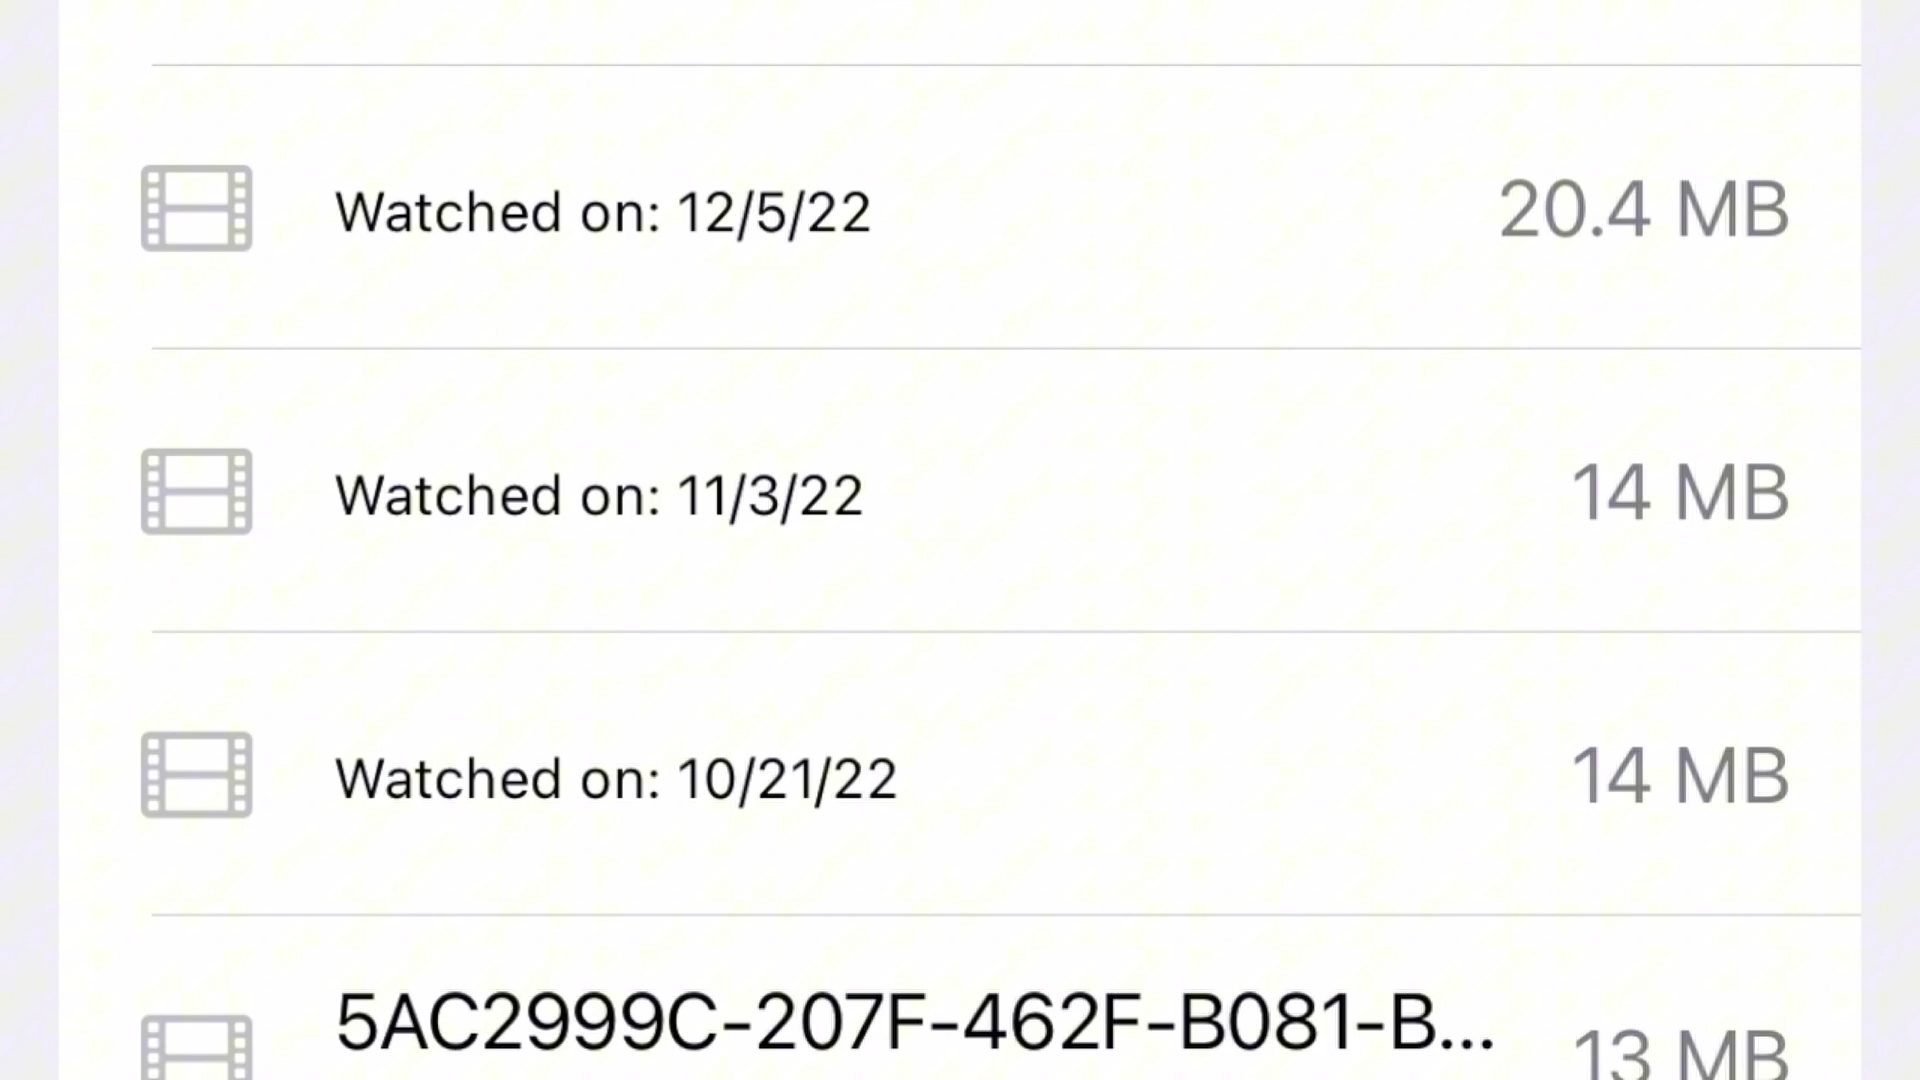 Watched on: 12/5/22 20.4 MB
Watched on: 11/3/22 14 MB
Watched on: 10/21/22 14 MB
5AC2999C-207F-462F-B081-B... 13 MB